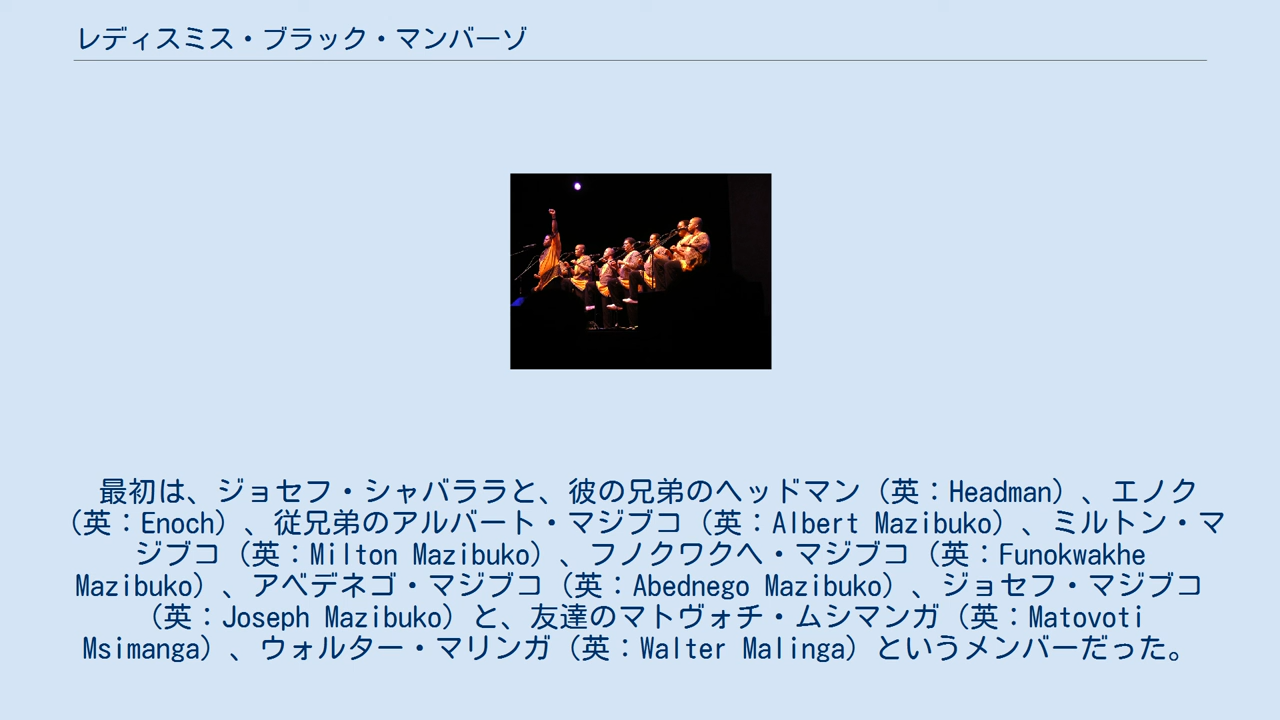 レディスミス・ブラック・マンバーゾ
最初は、ジョセフ・シャバララと、彼の兄弟のヘッドマン（英：Headman）、エノク
（英：Enoch）、従兄弟のアルバート・マジブコ（英：Albert Mazibuko）、ミルトン・マ
ジブコ（英：Milton Mazibuko）、フノクワクヘ・マジブコ（英：Funokwakhe
Mazibuko）、アベデネゴ・マジブコ（英：Abednego Mazibuko）、ジョセフ・マジブコ
（英：Joseph Mazibuko）と、友達のマトヴォチ・ムシマンガ（英：Matovoti
Msimanga）、ウォルター・マリンガ（英：Walter Malinga）というメンバーだった。